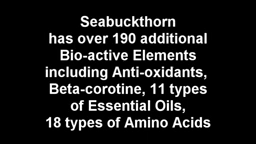 Seabuckthorn
has over 190 additional
Bio-active Elements
including Anti-oxidants,
Beta-corotine, 11 types
of Essential Oils,
18 types of Amino Acids